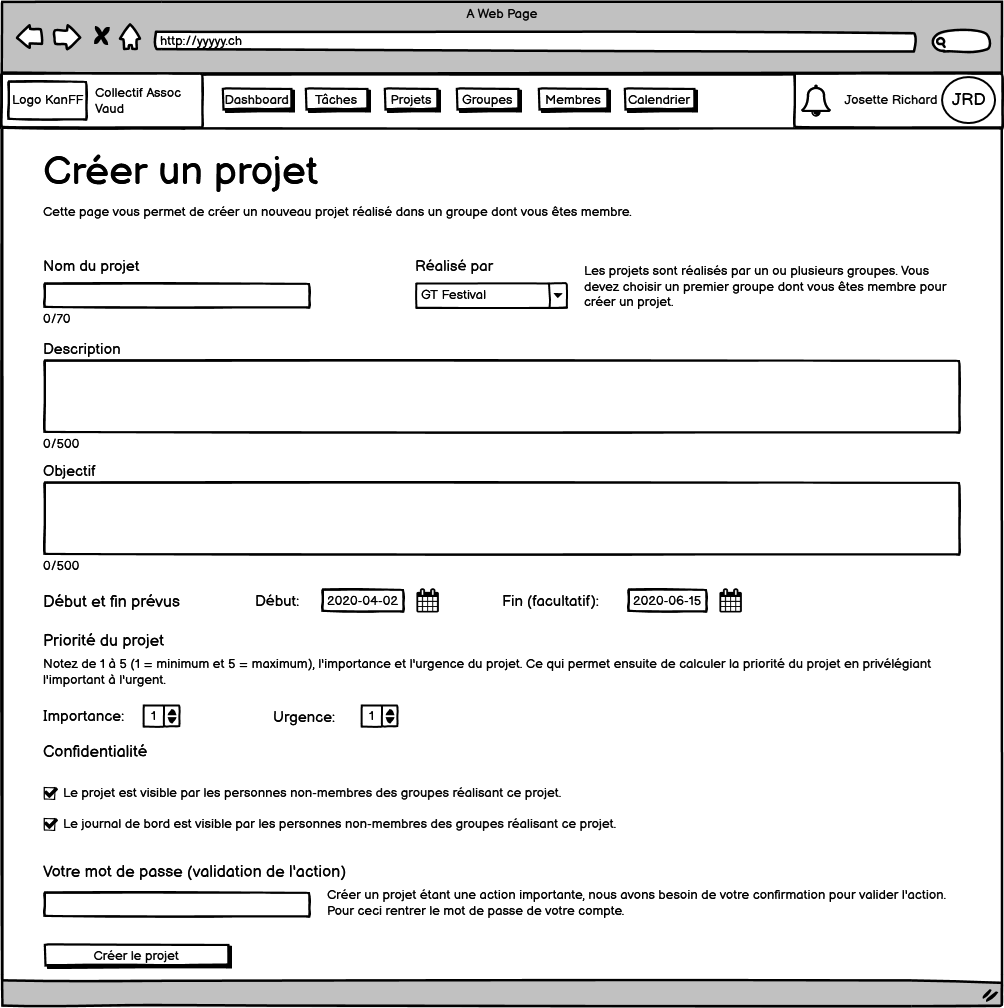 A Web Page
http://yyyyy.ch
Logo KanFF
Collectif Assoc
Vaud
Dashboard
Tâches
Projets
Groupes
Membres
Calendrier
Josette Richard
JRD
Créer un projet
Cette page vous permet de créer un nouveau projet réalisé dans un groupe dont vous êtes membre.
Nom du projet
0/70
Réalisé par
GT Festival
Les projets sont réalisés par un ou plusieurs groupes. Vous
devez choisir un premier groupe dont vous êtes membre pour
créer un projet.
Description
0/500
Objectif
0/500
Début et fin prévus
Début:
2020-04-02
Fin (facultatif):
2020-06-15
Priorité du projet
Notez de 1 à 5 (1 = minimum et 5 = maximum), l'importance et l'urgence du projet. Ce qui permet ensuite de calculer la priorité du projet en privélégiant
l'important à l'urgent.
Importance:
1
Urgence:
1
Confidentialité
Le projet est visible par les personnes non-membres des groupes réalisant ce projet.
Le journal de bord est visible par les personnes non-membres des groupes réalisant ce projet.
Votre mot de passe (validation de l'action)
Créer un projet étant une action importante, nous avons besoin de votre confirmation pour valider l'action.
Pour ceci rentrer le mot de passe de votre compte.
Créer le projet